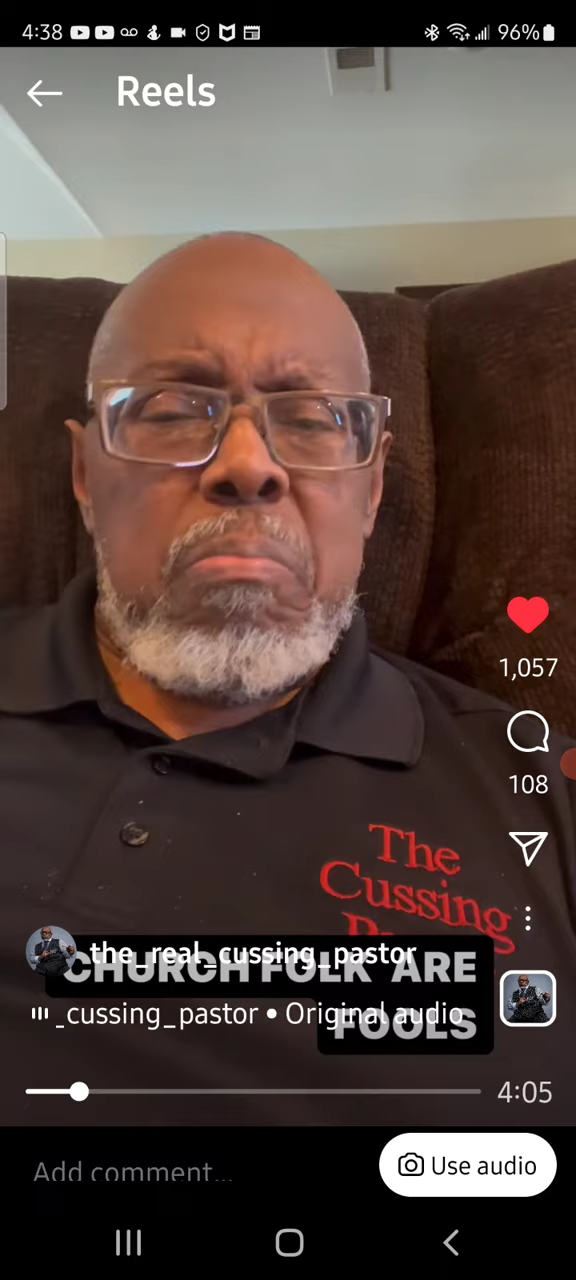 4:38
96%
Reels
1,057
108
The
Cussing
the_real_cussing_pastor
CHURCH FOLK ARE
_cussing_pastor • Original audio
FOOLS
4:05
Add comment...
Use audio